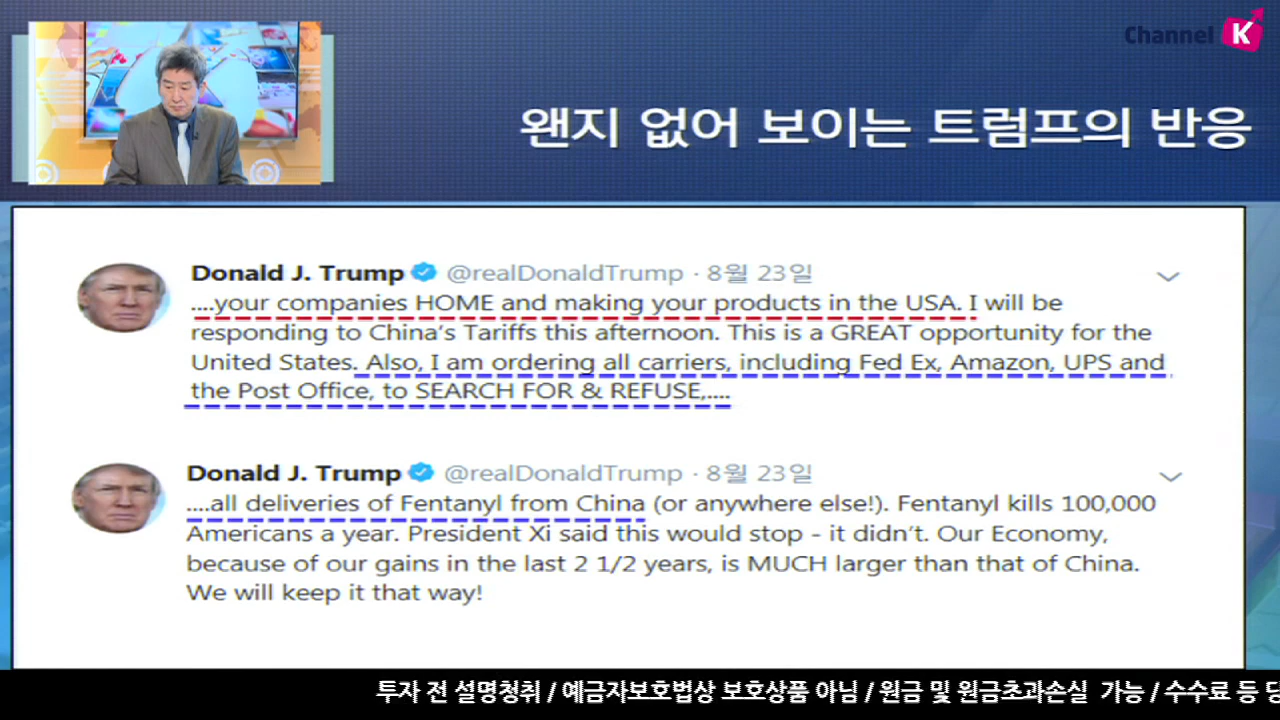 Channel K
왠지 없어 보이는 트럼프의 반응
Donald J. Trump @realDonaldTrump · 8월 23일
....your companies HOME and making your products in the USA. I will be
responding to China's Tariffs this afternoon. This is a GREAT opportunity for the
United States. Also, I am ordering all carriers, including Fed Ex, Amazon, UPS and
the Post Office, to SEARCH FOR & REFUSE,....
Donald J. Trump @realDonaldTrump · 8월 23일
....all deliveries of Fentanyl from China (or anywhere else!). Fentanyl kills 100,000
Americans a year. President Xi said this would stop - it didn't. Our Economy,
because of our gains in the last 2 1/2 years, is MUCH larger than that of China.
We will keep it that way!
투자 전 설명청취 / 예금자보호법상 보호상품 아님 / 원금 및 원금초과손실 가능 / 수수료 등